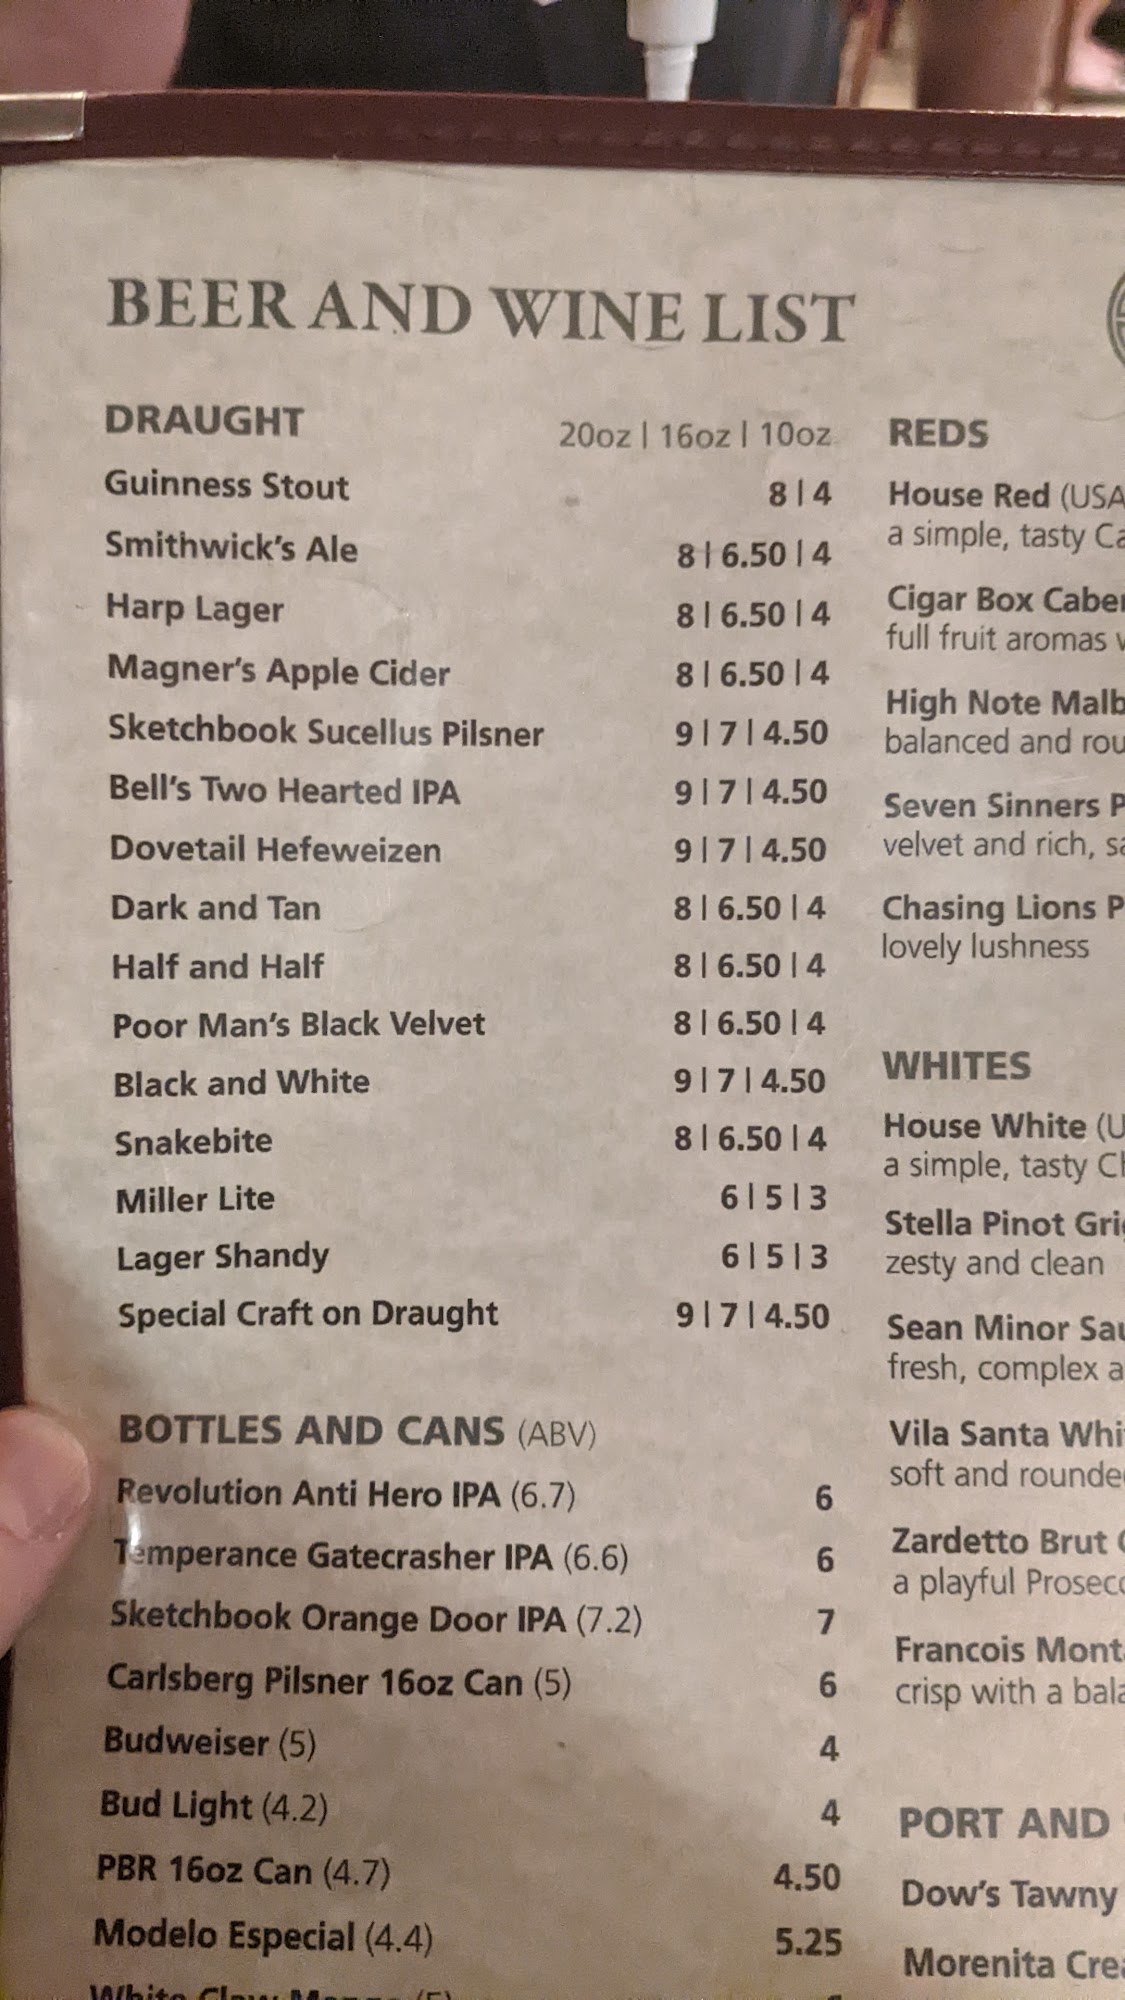 BEER AND WINE LIST
DRAUGHT 20oz | 16oz | 10oz
Guinness Stout 8 | 4
Smithwick's Ale 8 | 6.50 | 4
Harp Lager 8 | 6.50 | 4
Magner's Apple Cider 8 | 6.50 | 4
Sketchbook Sucellus Pilsner 9 | 7 | 4.50
Bell's Two Hearted IPA 9 | 7 | 4.50
Dovetail Hefeweizen 9 | 7 | 4.50
Dark and Tan 8 | 6.50 | 4
Half and Half 8 | 6.50 | 4
Poor Man's Black Velvet 8 | 6.50 | 4
Black and White 9 | 7 | 4.50
Snakebite 8 | 6.50 | 4
Miller Lite 6 | 5 | 3
Lager Shandy 6 | 5 | 3
Special Craft on Draught 9 | 7 | 4.50
BOTTLES AND CANS (ABV)
Revolution Anti Hero IPA (6.7) 6
Temperance Gatecrasher IPA (6.6) 6
Sketchbook Orange Door IPA (7.2) 7
Carlsberg Pilsner 16oz Can (5) 6
Budweiser (5) 4
Bud Light (4.2) 4
PBR 16oz Can (4.7) 4.50
Modelo Especial (4.4) 5.25
White Claw Mango (5)
REDS
House Red (USA
a simple, tasty
Cigar Box
full fruit aromas
High Note
balanced and
Seven Sinners
velvet and rich,
Chasing Lions
lovely lushness
WHITES
House White
a simple, tasty
Stella Pinot
zesty and clean
Sean Minor
fresh, complex
Vila Santa
soft and
Zardetto Brut
a playful
Francois
crisp with a
PORT AND
Dow's Tawny
Morenita